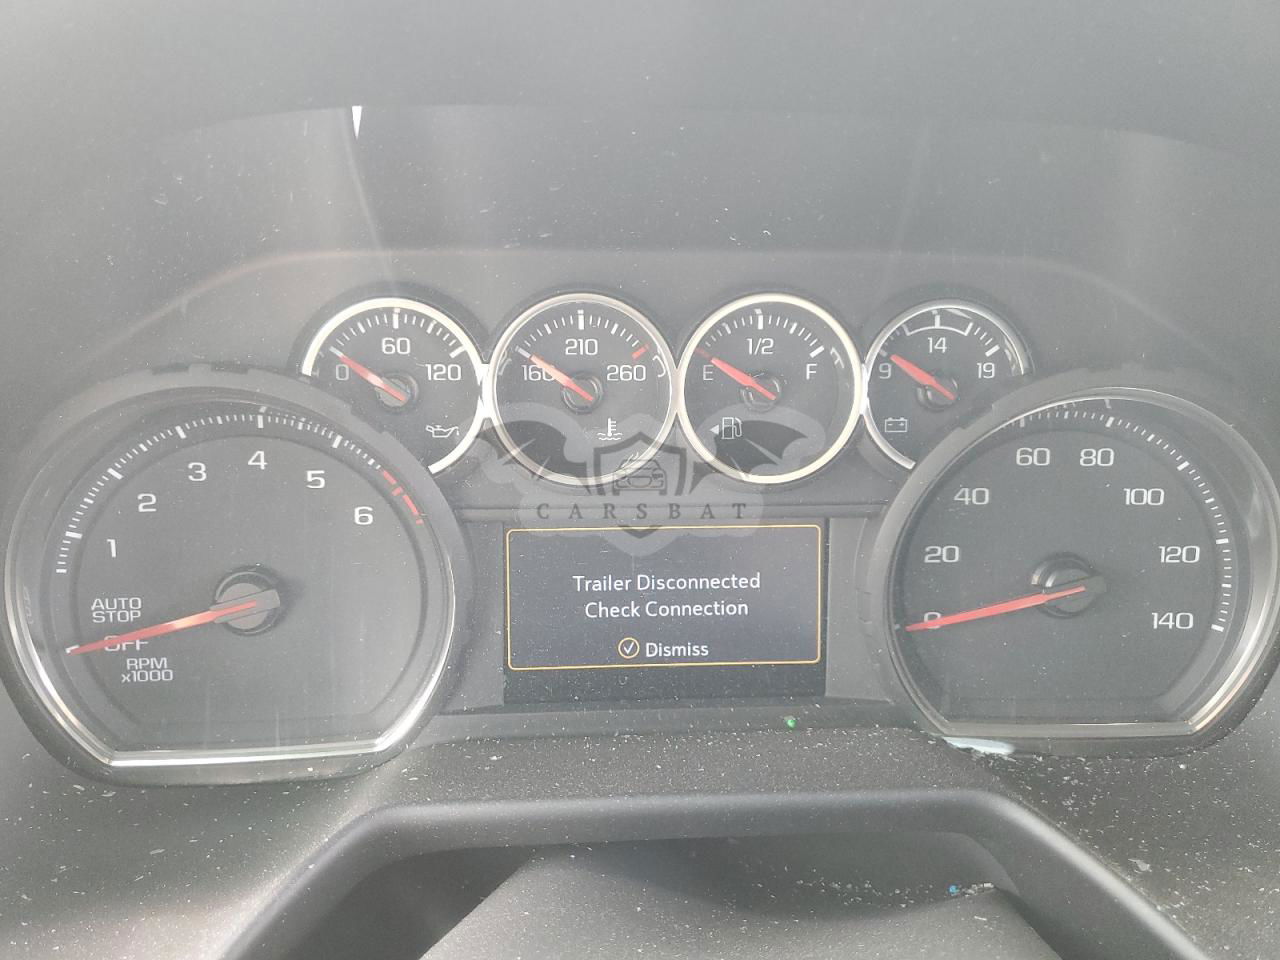 60
0
120
210
160
260
1/2
E
F
14
9
19
CARSBAT
1
2
3
4
5
6
AUTO
STOP
OFF
RPM
x1000
Trailer Disconnected
Check Connection
Dismiss
0
20
40
60
80
100
120
140